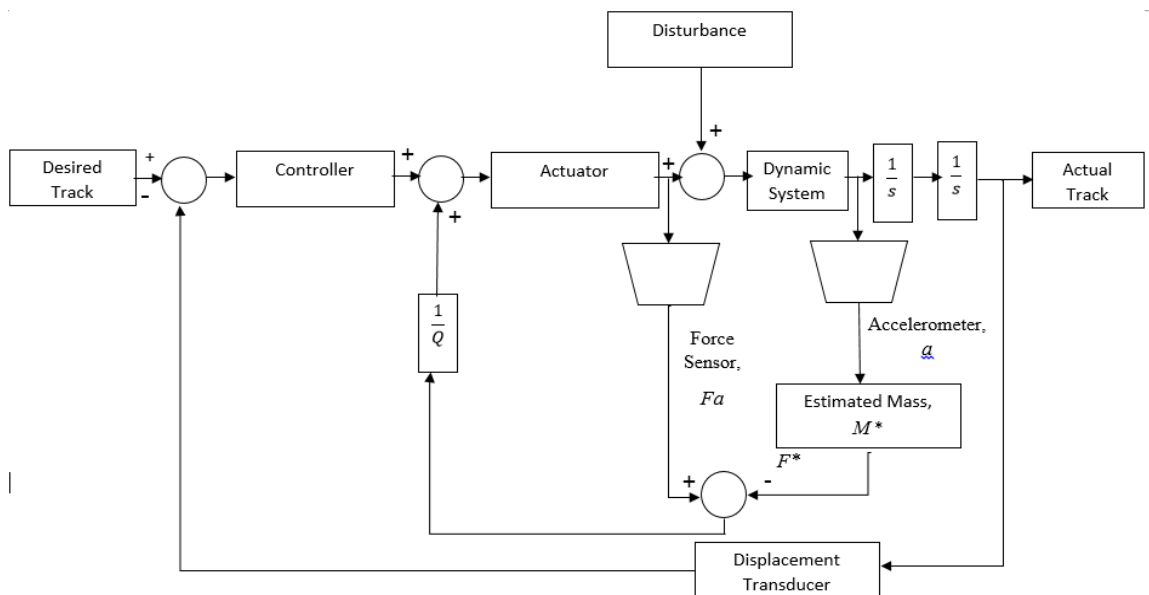 Disturbance
+
Desired
Track
+
-
Controller
+
+
Actuator
+
Dynamic
System
1
s
1
s
Actual
Track
1
Q
Force
Sensor,
Fa
Accelerometer,
a
Estimated Mass,
M*
F*
+
-
Displacement
Transducer